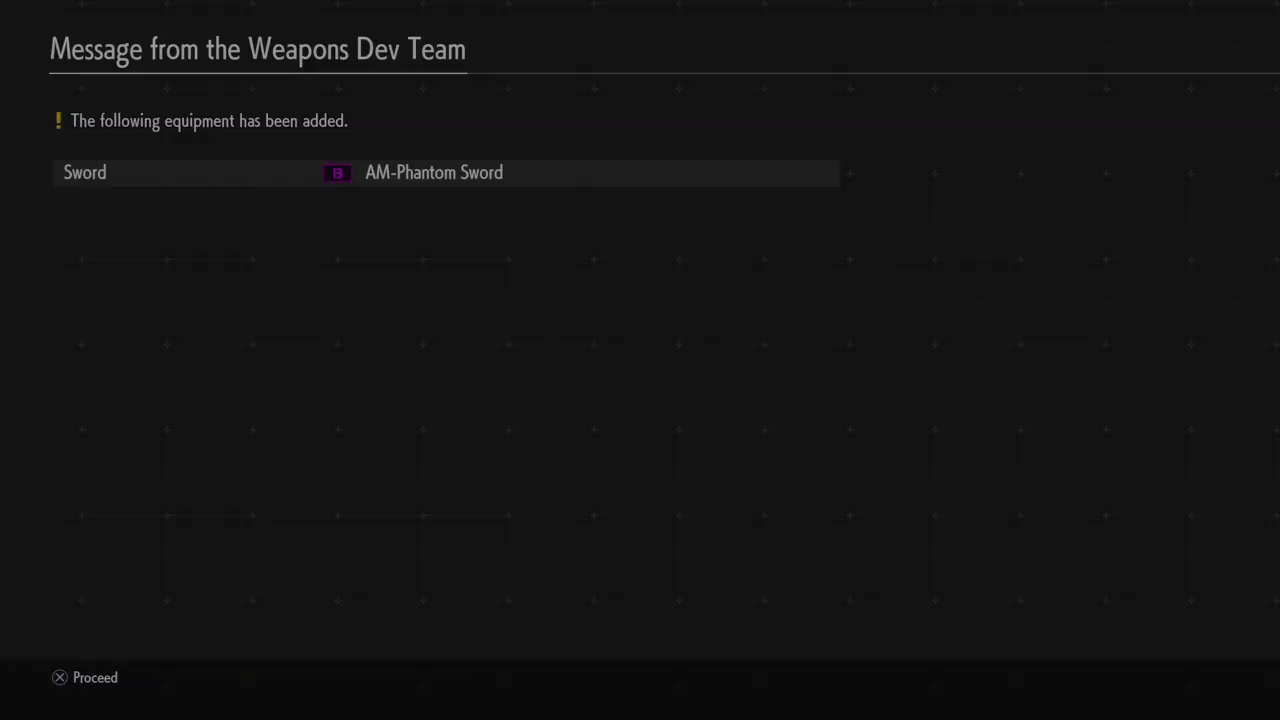 Message from the Weapons Dev Team
! The following equipment has been added.
Sword B AM-Phantom Sword
Proceed